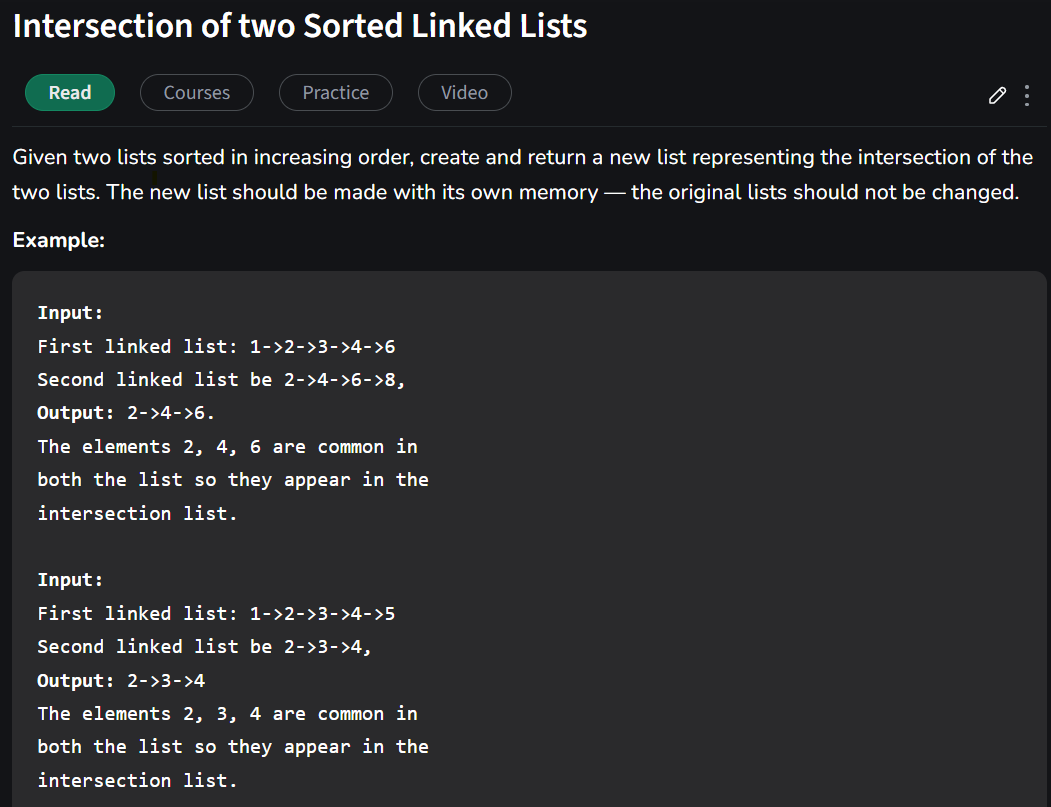 Intersection of two Sorted Linked Lists
Read Courses Practice Video
Given two lists sorted in increasing order, create and return a new list representing the intersection of the
two lists. The new list should be made with its own memory — the original lists should not be changed.
Example:
Input:
First linked list: 1->2->3->4->6
Second linked list be 2->4->6->8,
Output: 2->4->6.
The elements 2, 4, 6 are common in
both the list so they appear in the
intersection list.
Input:
First linked list: 1->2->3->4->5
Second linked list be 2->3->4,
Output: 2->3->4
The elements 2, 3, 4 are common in
both the list so they appear in the
intersection list.